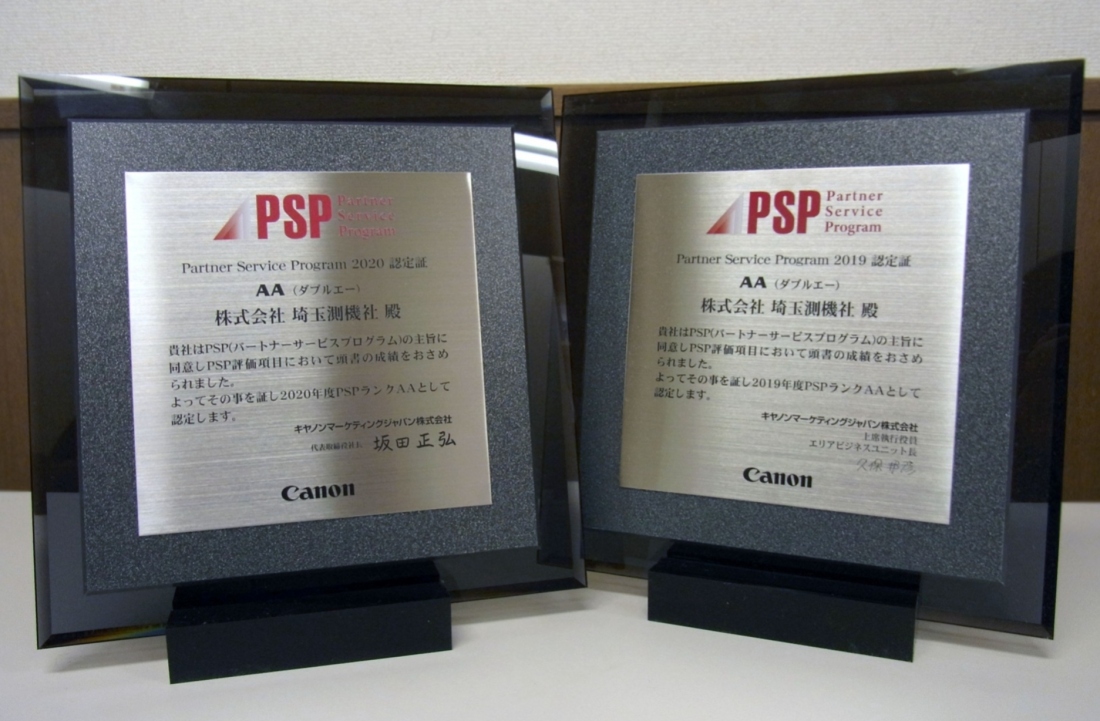 PSP Partner
Service
Program
Partner Service Program 2020 認定証
AA（ダブルエー）
株式会社 埼玉測機社 殿
貴社はPSP(パートナーサービスプログラム)の主旨に
同意しPSP評価項目において頭書の成績をおさめ
られました。
よってその事を証し2020年度PSPランクAAとして
認定します。
キヤノンマーケティングジャパン株式会社
代表取締役社長 坂田正弘
Canon
PSP Partner
Service
Program
Partner Service Program 2019 認定証
AA（ダブルエー）
株式会社 埼玉測機社 殿
貴社はPSP(パートナーサービスプログラム)の主旨に
同意しPSP評価項目において頭書の成績をおさめ
られました。
よってその事を証し2019年度PSPランクAAとして
認定します。
キヤノンマーケティングジャパン株式会社
上席執行役員
エリアビジネスユニット長
Canon